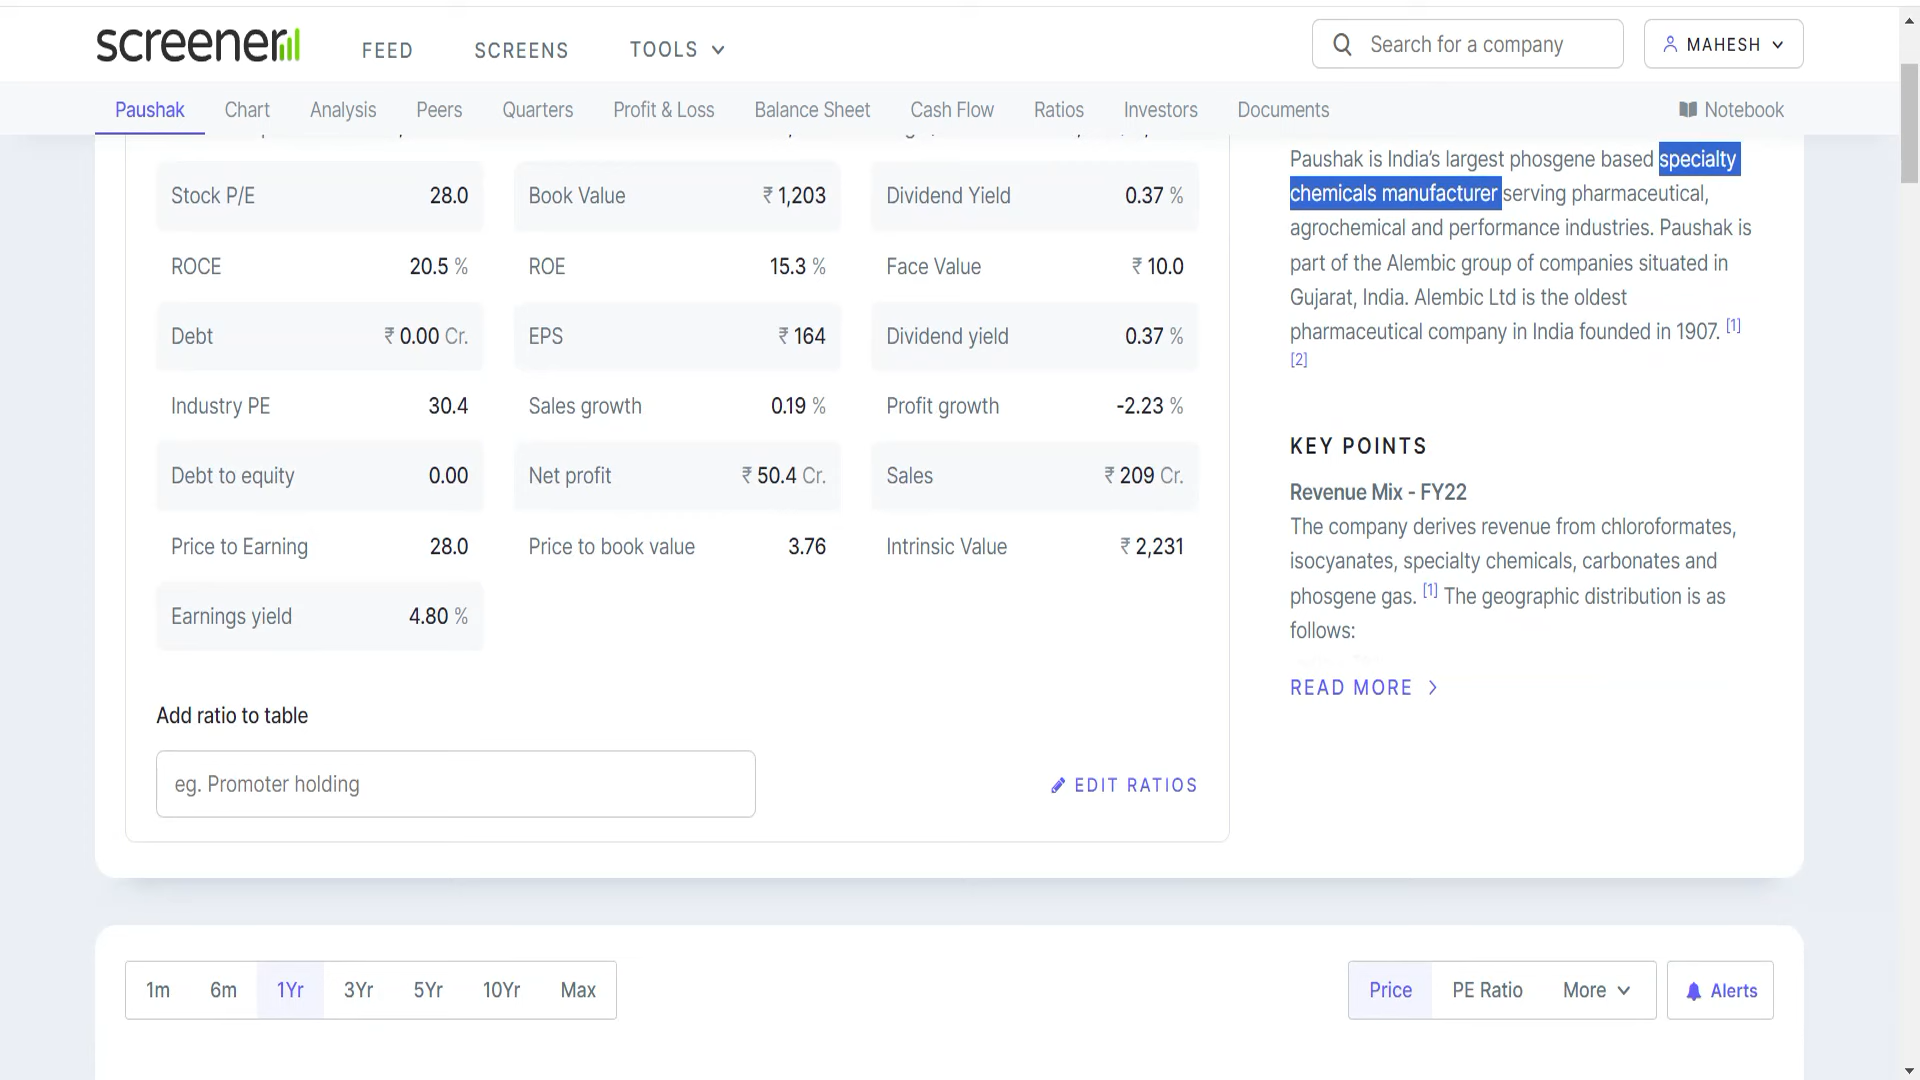 screener
FEED
SCREENS
TOOLS
Search for a company
MAHESH
Paushak
Chart
Analysis
Peers
Quarters
Profit & Loss
Balance Sheet
Cash Flow
Ratios
Investors
Documents
Notebook
Stock P/E 28.0
Book Value ₹ 1,203
Dividend Yield 0.37 %
ROCE 20.5 %
ROE 15.3 %
Face Value ₹ 10.0
Debt ₹ 0.00 Cr.
EPS ₹ 164
Dividend yield 0.37 %
Industry PE 30.4
Sales growth 0.19 %
Profit growth -2.23 %
Debt to equity 0.00
Net profit ₹ 50.4 Cr.
Sales ₹ 209 Cr.
Price to Earning 28.0
Price to book value 3.76
Intrinsic Value ₹ 2,231
Earnings yield 4.80 %
Add ratio to table
eg. Promoter holding
EDIT RATIOS
Paushak is India's largest phosgene based specialty
chemicals manufacturer serving pharmaceutical,
agrochemical and performance industries. Paushak is
part of the Alembic group of companies situated in
Gujarat, India. Alembic Ltd is the oldest
pharmaceutical company in India founded in 1907. [1]
[2]
KEY POINTS
Revenue Mix - FY22
The company derives revenue from chloroformates,
isocyanates, specialty chemicals, carbonates and
phosgene gas. [1] The geographic distribution is as
follows:
READ MORE
1m
6m
1Yr
3Yr
5Yr
10Yr
Max
Price
PE Ratio
More
Alerts